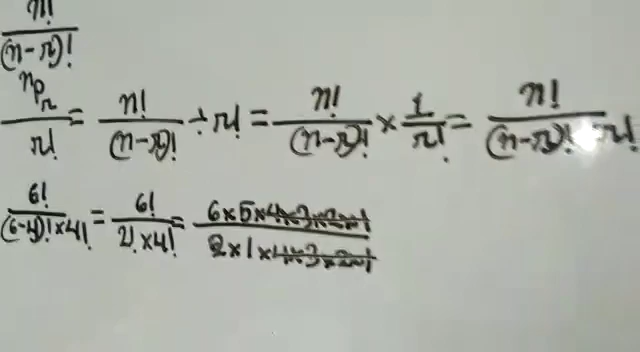 n!/(n-r)!
nPr/r! = n!/(n-r)! ÷ r! = n!/(n-r)! × 1/r! = n!/(n-r)! r!
6!/(6-4)!×4! = 6!/2!×4! = 6×5×4×3×2×1/2×1×4×3×2×1